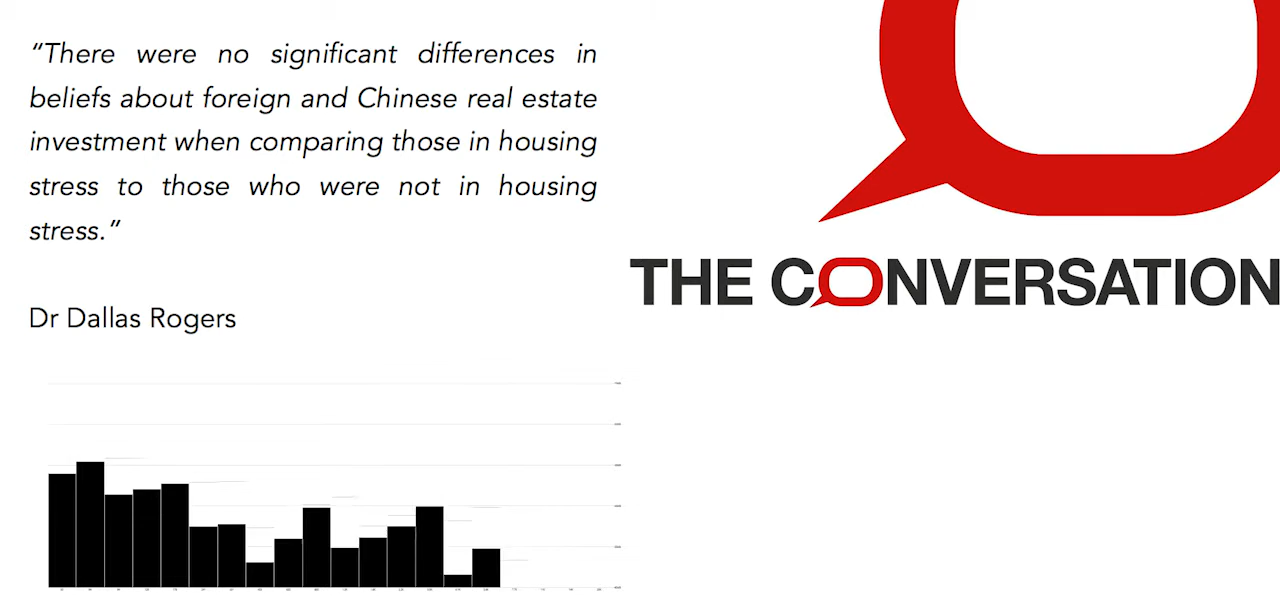 “There were no significant differences in
beliefs about foreign and Chinese real estate
investment when comparing those in housing
stress to those who were not in housing
stress.”
Dr Dallas Rogers
THE CONVERSATION